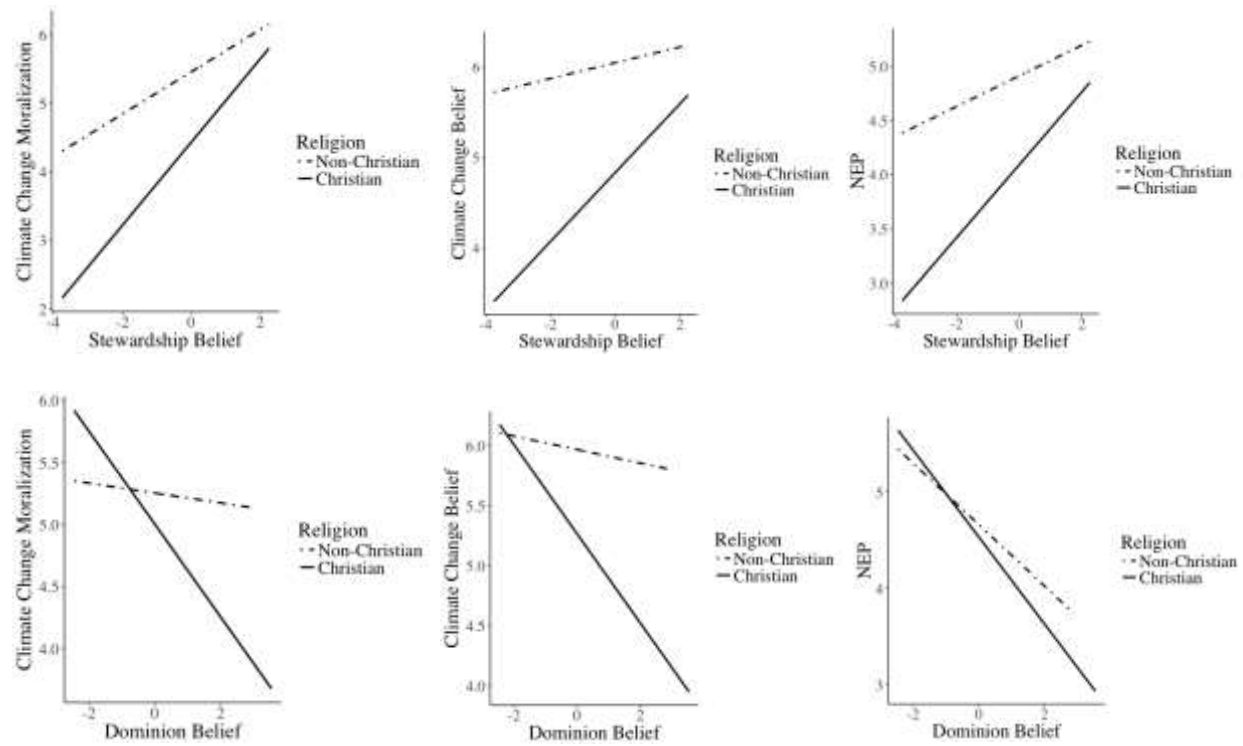 Climate Change Moralization
6
5
4
3
2
-4 -2 0 2
Stewardship Belief
Religion
Non-Christian
Christian
Climate Change Belief
6
5
4
-4 -2 0 2
Stewardship Belief
Religion
Non-Christian
Christian
NEP
5.0
4.5
4.0
3.5
3.0
-4 -2 0 2
Stewardship Belief
Religion
Non-Christian
Christian
Climate Change Moralization
6.0
5.5
5.0
4.5
4.0
-2 0 2
Dominion Belief
Religion
Non-Christian
Christian
Climate Change Belief
6.0
5.5
5.0
4.5
4.0
-2 0 2
Dominion Belief
Religion
Non-Christian
Christian
NEP
5
4
3
-2 0 2
Dominion Belief
Religion
Non-Christian
Christian